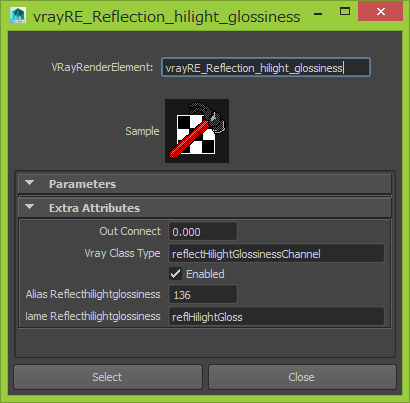 vrayRE_Reflection_hilight_glossiness
VRayRenderElement: vrayRE_Reflection_hilight_glossiness
Sample
Parameters
Extra Attributes
Out Connect 0.000
Vray Class Type reflectHilightGlossinessChannel
Enabled
Alias Reflecthilightglossiness 136
lame Reflecthilightglossiness reflHilightGloss
Select Close